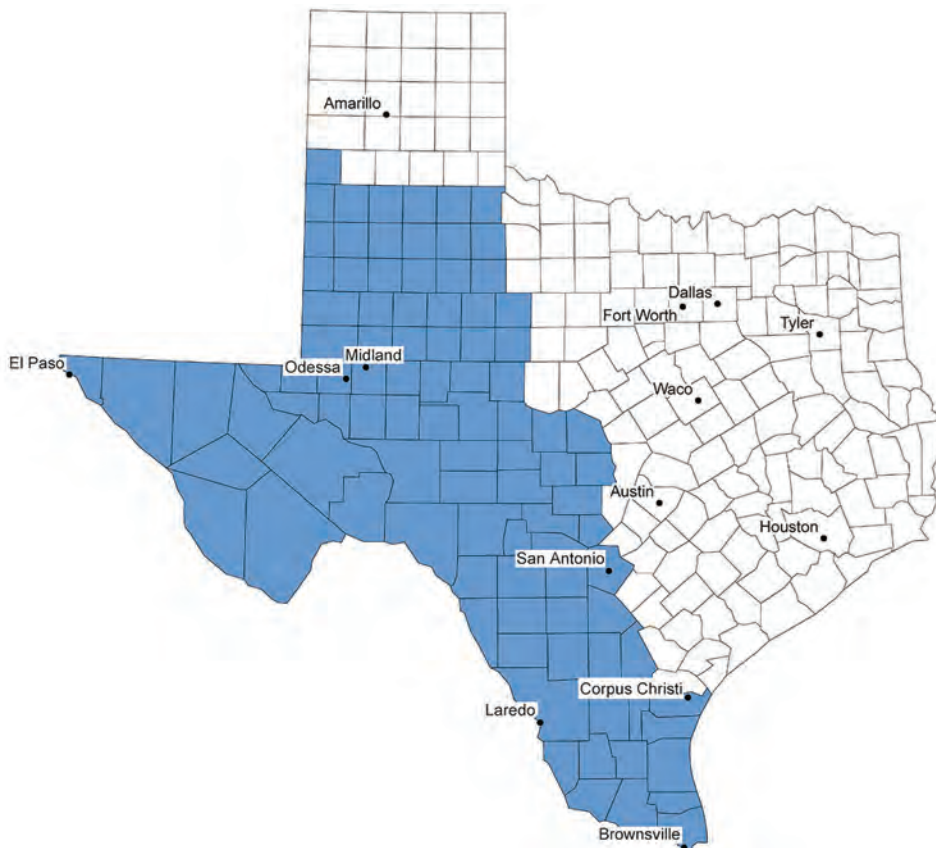 Amarillo
Dallas
Fort Worth
Tyler
El Paso
Midland
Odessa
Waco
Austin
Houston
San Antonio
Corpus Christi
Laredo
Brownsville